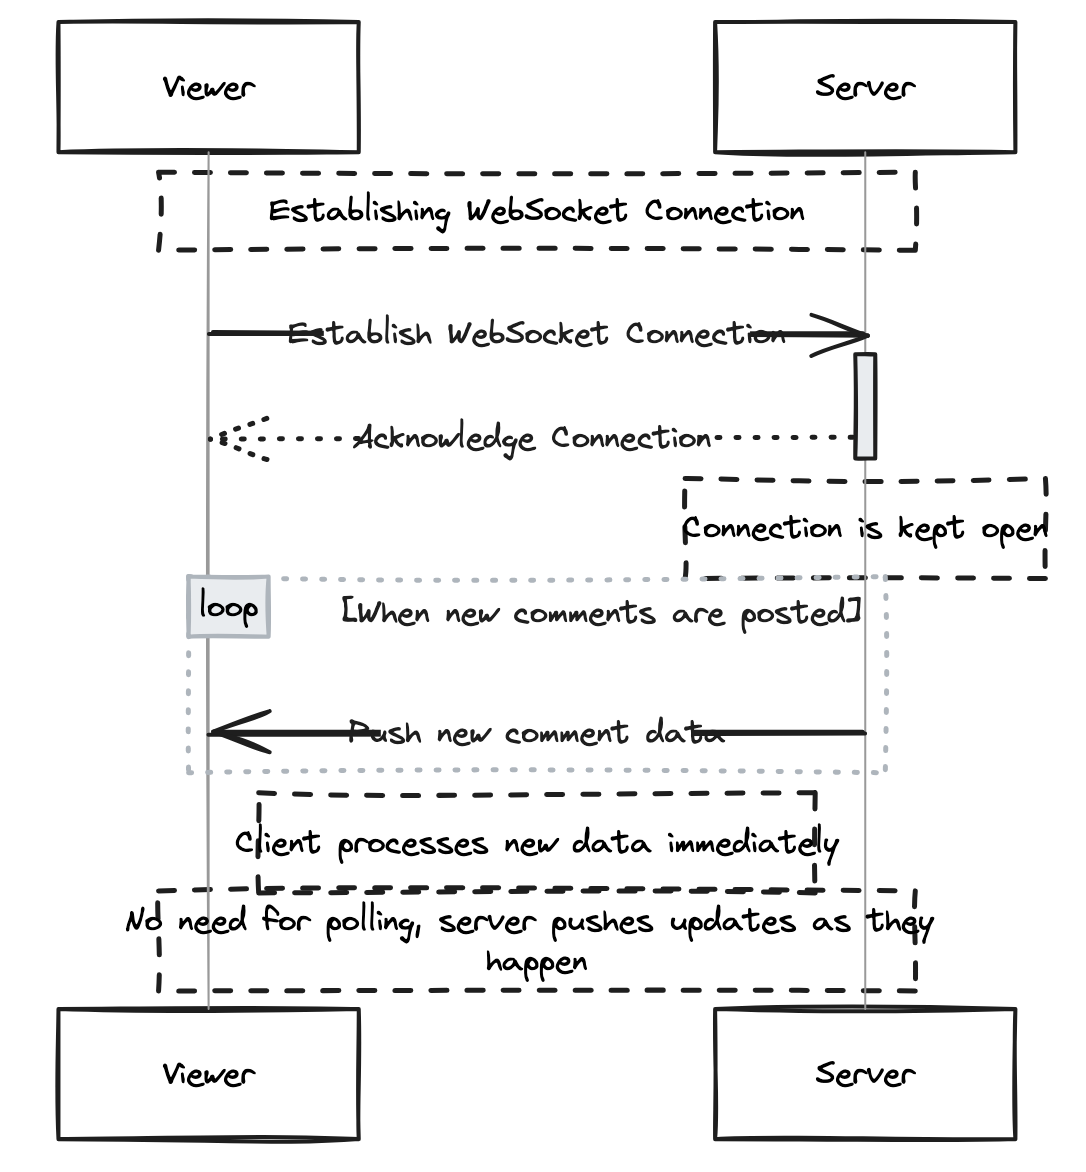 Viewer
Server
Establishing WebSocket Connection
Establish WebSocket Connection
Acknowledge Connection
Connection is kept open
loop
[When new comments are posted]
Push new comment data
Client processes new data immediately
No need for polling, server pushes updates as they
happen
Viewer
Server